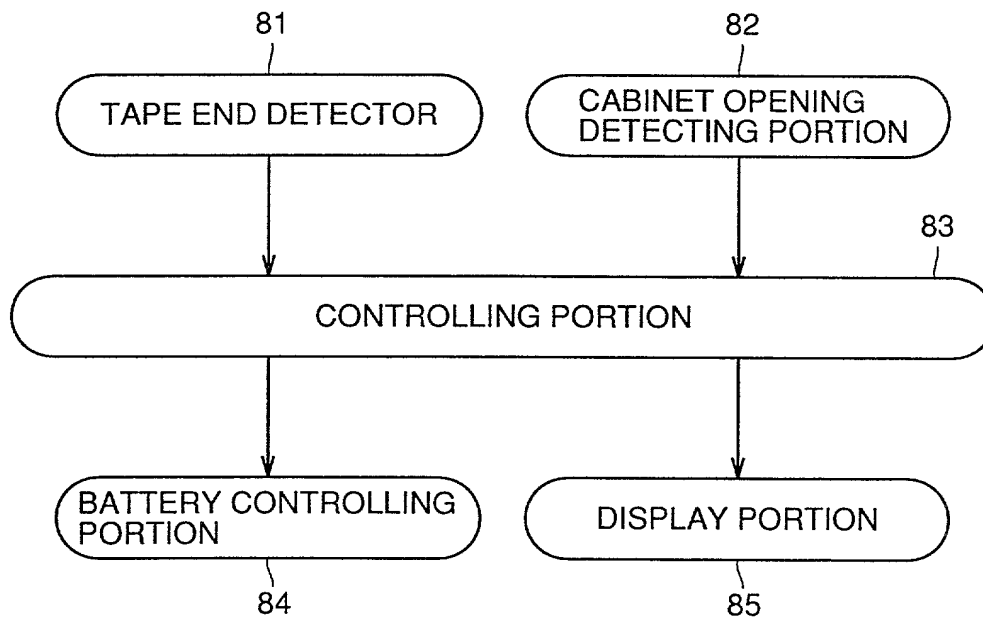 81
82
TAPE END DETECTOR
CABINET OPENING
DETECTING PORTION
83
CONTROLLING PORTION
BATTERY CONTROLLING
PORTION
DISPLAY PORTION
84
85